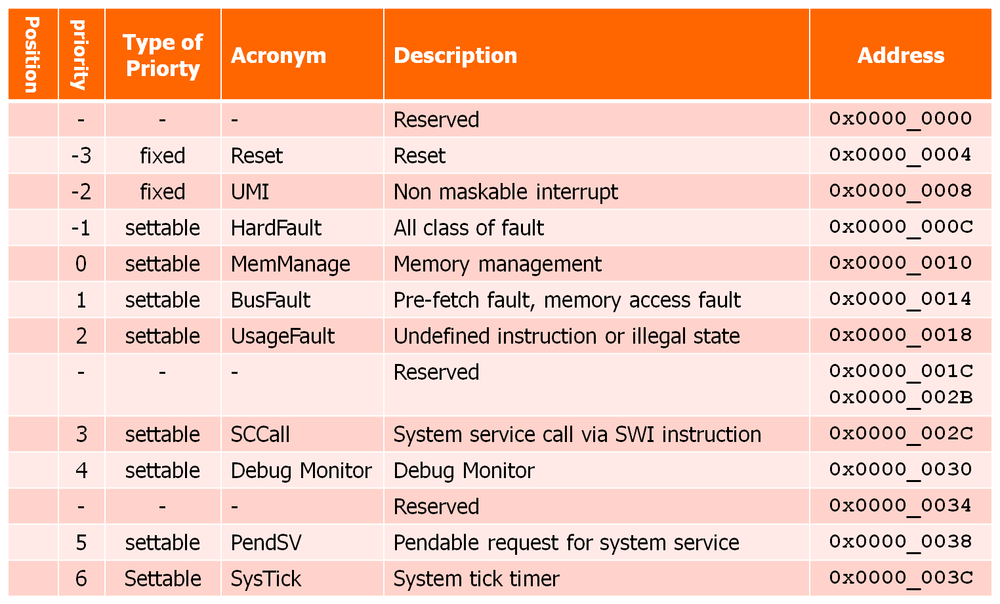 Position priority Type of Priorty Acronym Description Address
- - - Reserved 0x0000_0000
-3 fixed Reset Reset 0x0000_0004
-2 fixed UMI Non maskable interrupt 0x0000_0008
-1 settable HardFault All class of fault 0x0000_000C
0 settable MemManage Memory management 0x0000_0010
1 settable BusFault Pre-fetch fault, memory access fault 0x0000_0014
2 settable UsageFault Undefined instruction or illegal state 0x0000_0018
- - - Reserved 0x0000_001C
0x0000_002B
3 settable SCCall System service call via SWI instruction 0x0000_002C
4 settable Debug Monitor Debug Monitor 0x0000_0030
- - - Reserved 0x0000_0034
5 settable PendSV Pendable request for system service 0x0000_0038
6 Settable SysTick System tick timer 0x0000_003C